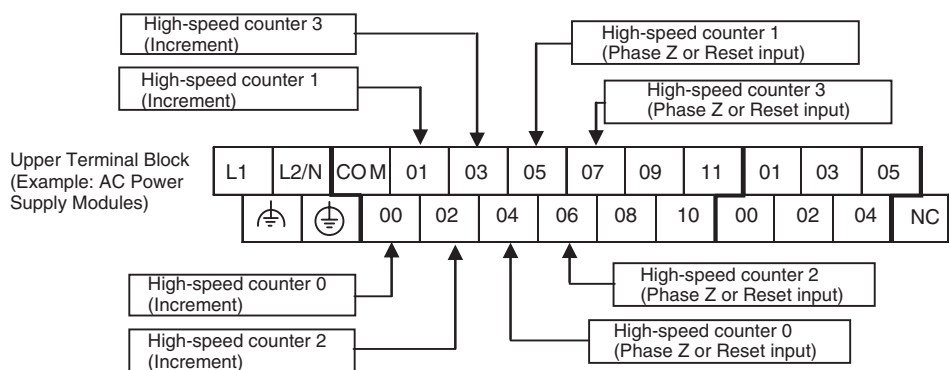 High-speed counter 3
(Increment)
High-speed counter 1
(Phase Z or Reset input)
High-speed counter 1
(Increment)
High-speed counter 3
(Phase Z or Reset input)
Upper Terminal Block
(Example: AC Power
Supply Modules)
L1 L2/N COM 01 03 05 07 09 11 01 03 05
00 02 04 06 08 10 00 02 04 NC
High-speed counter 0
(Increment)
High-speed counter 2
(Phase Z or Reset input)
High-speed counter 2
(Increment)
High-speed counter 0
(Phase Z or Reset input)